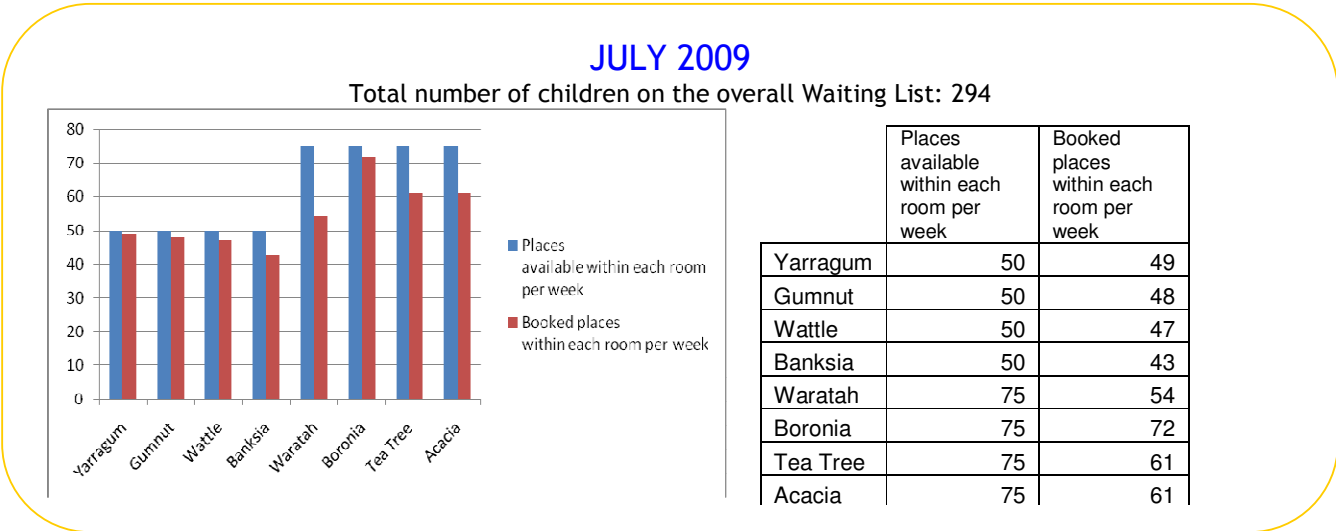 JULY 2009
Total number of children on the overall Waiting List: 294
80
70
60
50
40
30
20
10
0
Yarragum
Gumnut
Wattle
Banksia
Waratah
Boronia
Tea Tree
Acacia
Places
available within each room
per week
Booked places
within each room per week
Places
available
within each
room per
week
Booked
places
within each
room per
week
Yarragum 50 49
Gumnut 50 48
Wattle 50 47
Banksia 50 43
Waratah 75 54
Boronia 75 72
Tea Tree 75 61
Acacia 75 61